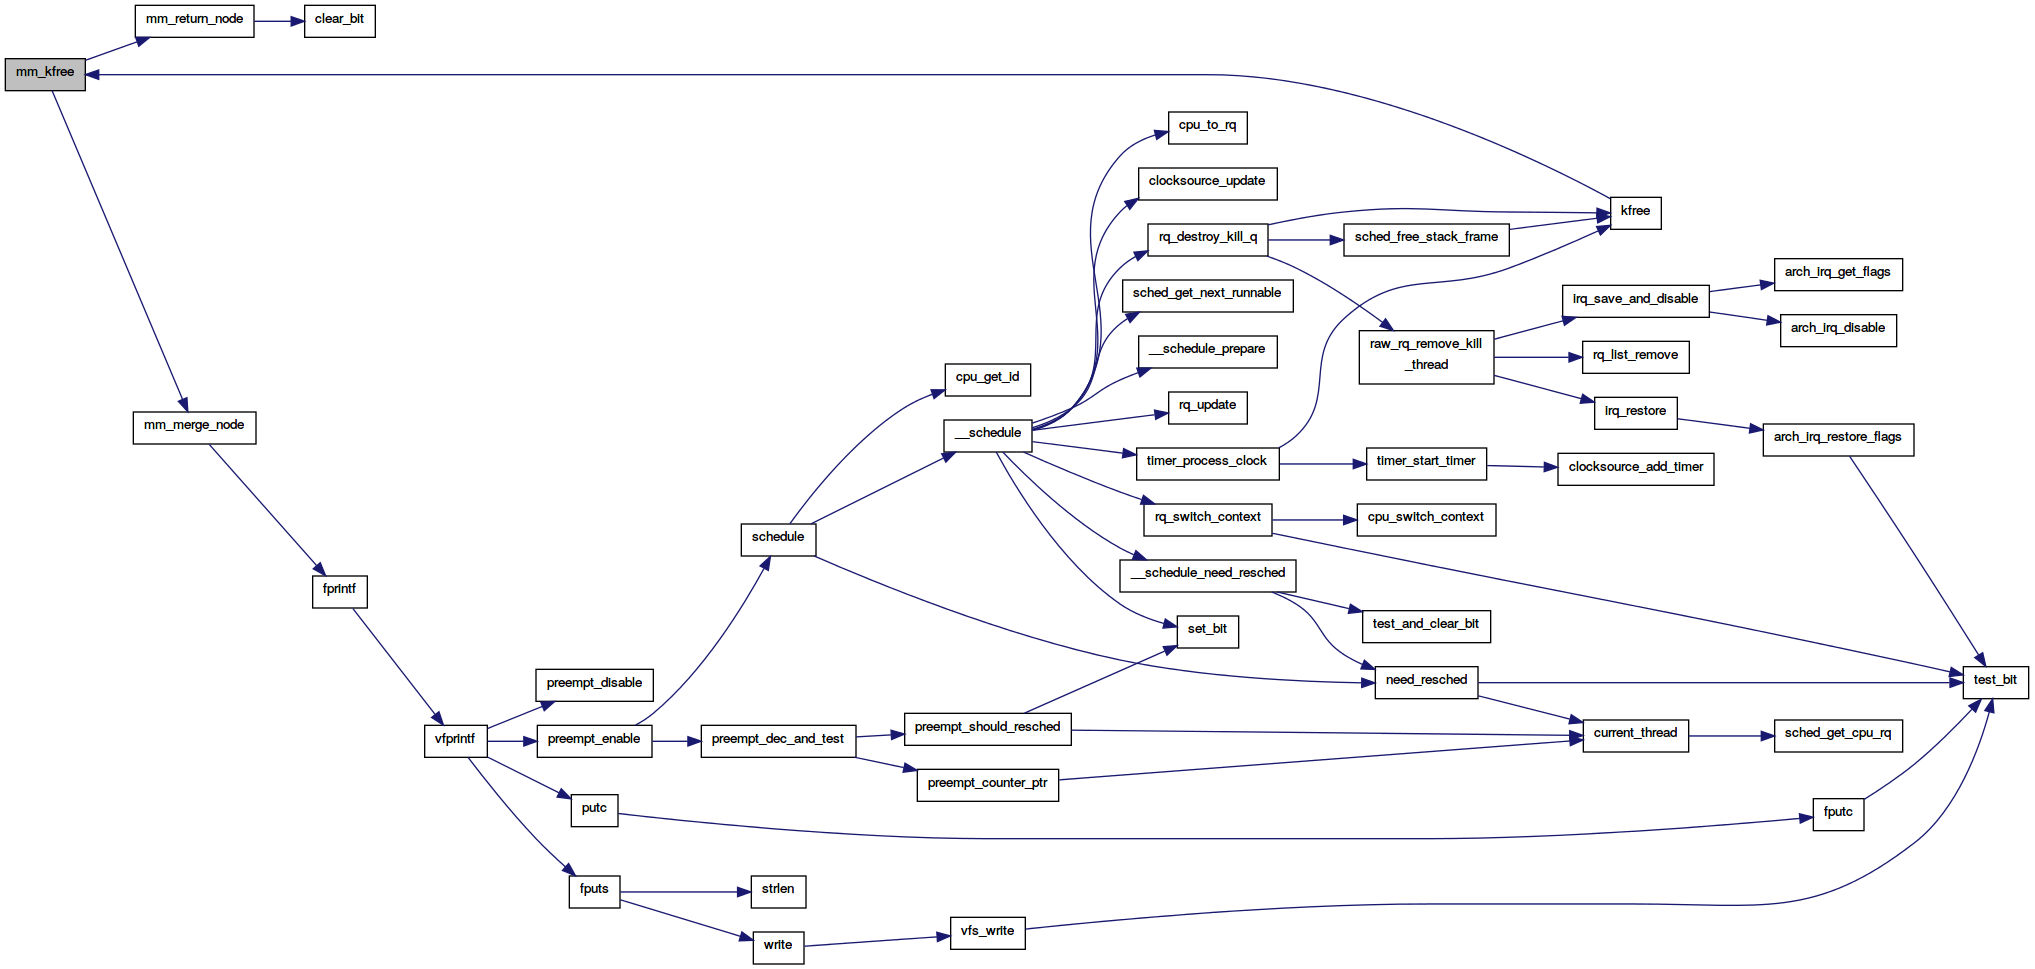 mm_return_node
clear_bit
mm_kfree
cpu_to_rq
clocksource_update
kfree
rq_destroy_kill_q
sched_free_stack_frame
arch_irq_get_flags
sched_get_next_runnable
irq_save_and_disable
arch_irq_disable
__schedule_prepare
raw_rq_remove_kill
_thread
rq_list_remove
cpu_get_id
rq_update
irq_restore
mm_merge_node
__schedule
arch_irq_restore_flags
timer_process_clock
timer_start_timer
clocksource_add_timer
rq_switch_context
cpu_switch_context
schedule
__schedule_need_resched
fprintf
set_bit
test_and_clear_bit
preempt_disable
need_resched
test_bit
vfprintf
preempt_enable
preempt_dec_and_test
preempt_should_resched
current_thread
sched_get_cpu_rq
preempt_counter_ptr
putc
fputc
fputs
strlen
write
vfs_write